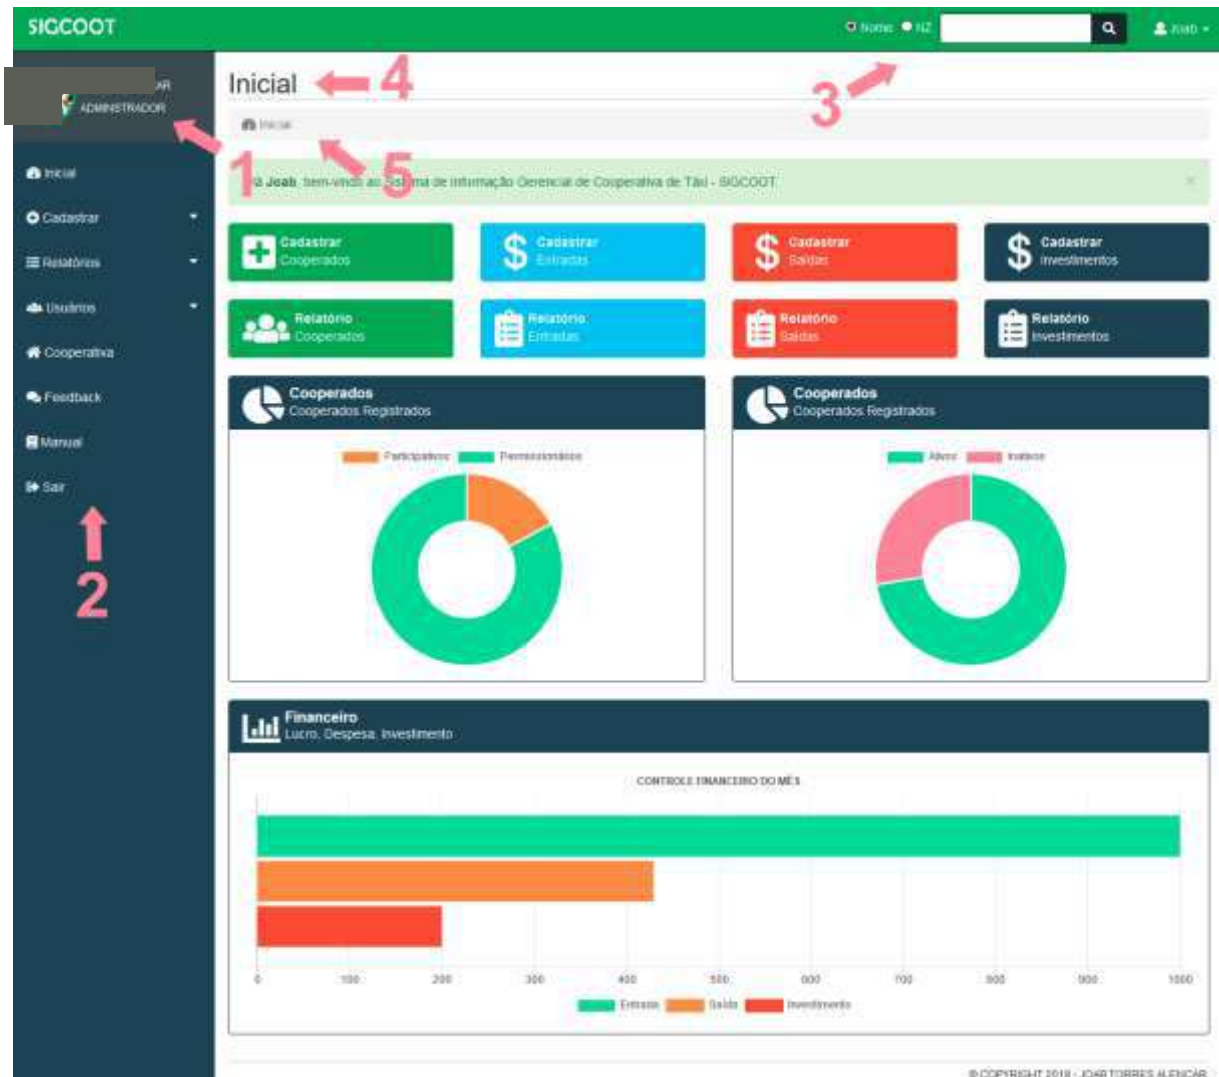 SIGCOOT
Nome NZ
Joab
AR
ADMINISTRADOR
1
2
3
4
5
Inicial
Cadastrar
Relatórios
Usuários
Cooperativa
Feedback
Manual
Sair
Inicial
Inicial
Joab, bem-vindo ao Sistema de Informação Gerencial de Cooperativa de Táxi - SIGCOOT
×
Cadastrar
Cooperados
Cadastrar
Entradas
Cadastrar
Saídas
Cadastrar
Investimentos
Relatório
Cooperados
Relatório
Entradas
Relatório
Saídas
Relatório
Investimentos
Cooperados
Cooperados Registrados
Participativos Permissionários
Cooperados
Cooperados Registrados
Ativos Inativos
Financeiro
Lucro, Despesa, Investimento
CONTROLE FINANCEIRO DO MÊS
0 100 200 300 400 500 600 700 800 900 1000
Entrada Saída Investimento
© COPYRIGHT 2018 - JOAB TORRES ALENCAR